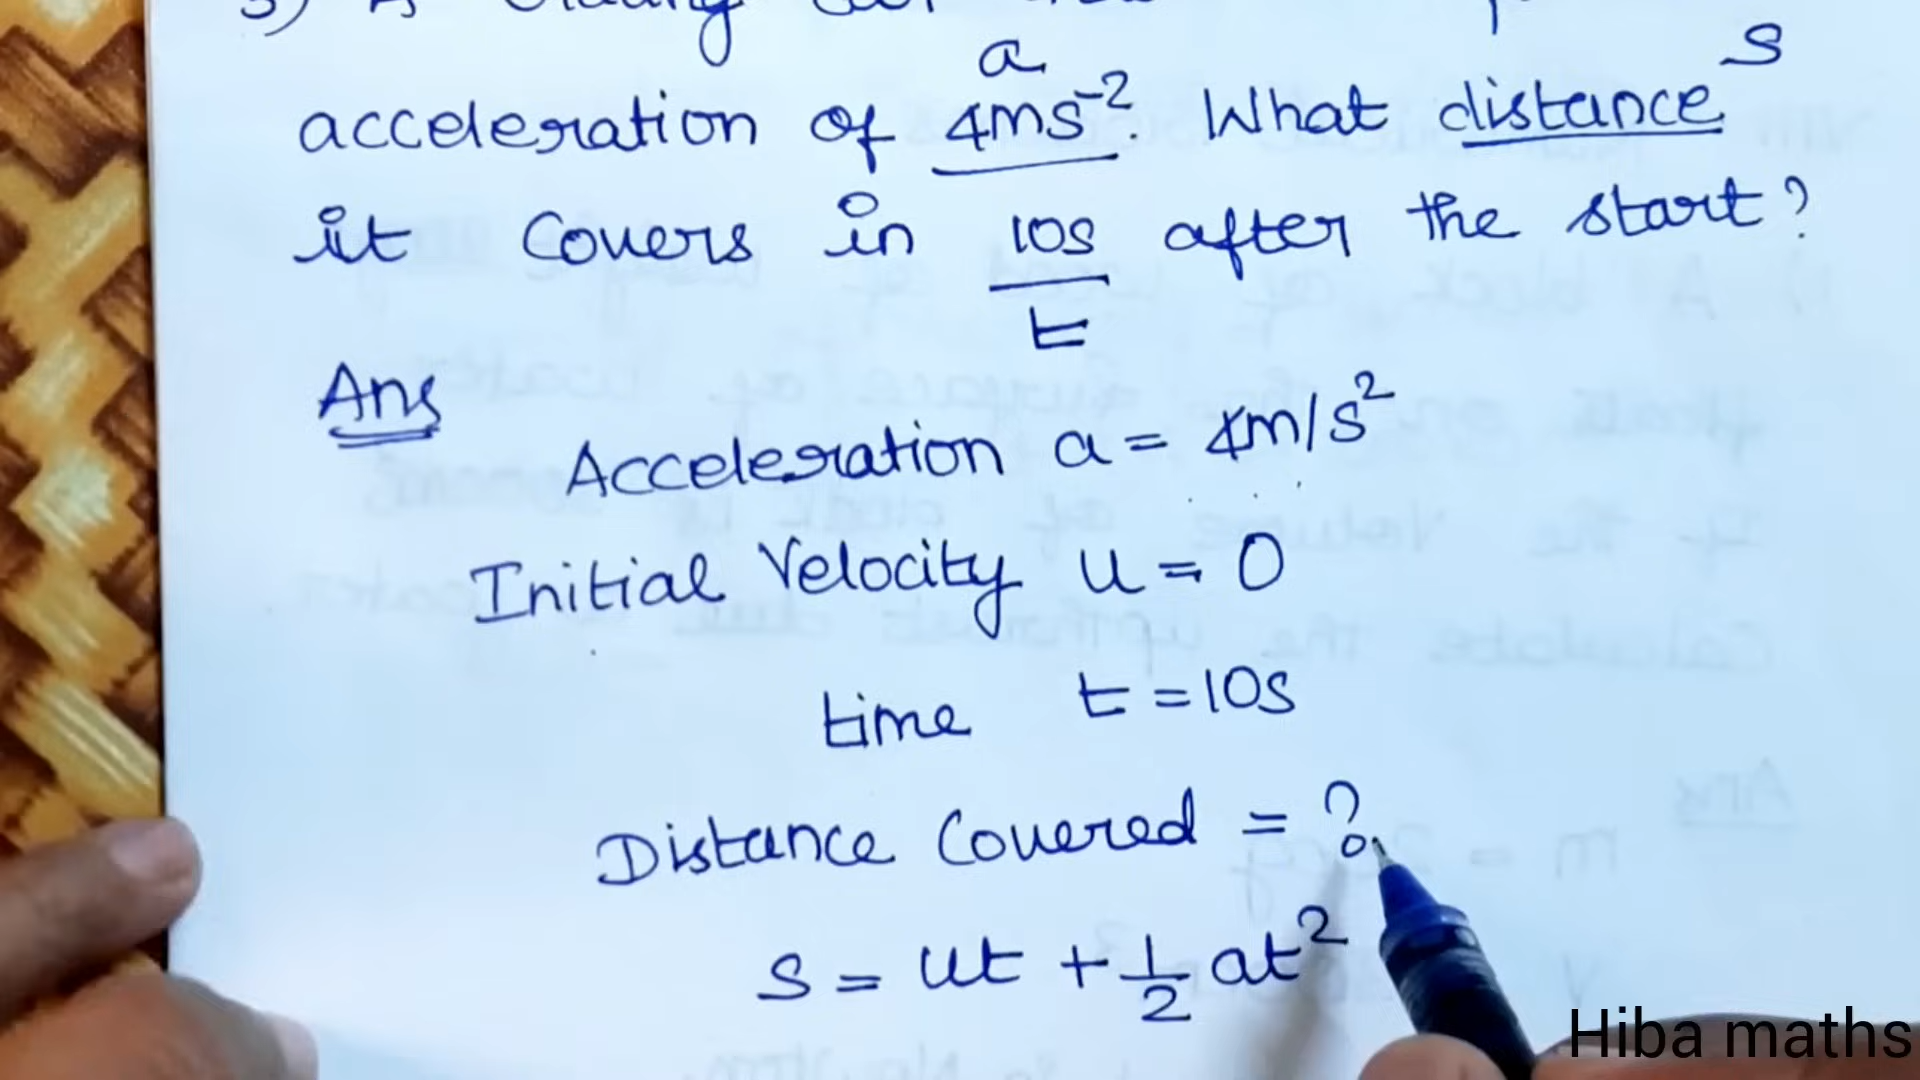 acceleration of 4ms⁻². What distance
a
S
it Covers in 10s after the start?
t
Ans
Acceleration a = 4m/s²
Initial Velocity u = 0
time t = 10s
Distance Covered = ?
s = ut + 1/2 at²
Hiba maths